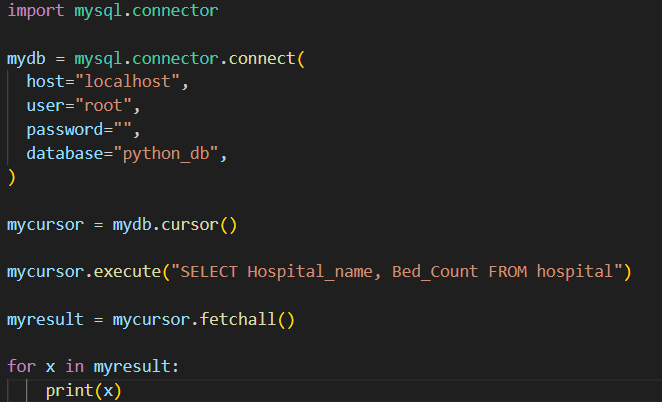 import mysql.connector
mydb = mysql.connector.connect(
  host="localhost",
  user="root",
  password="",
  database="python_db",
)
mycursor = mydb.cursor()
mycursor.execute("SELECT Hospital_name, Bed_Count FROM hospital")
myresult = mycursor.fetchall()
for x in myresult:
    print(x)